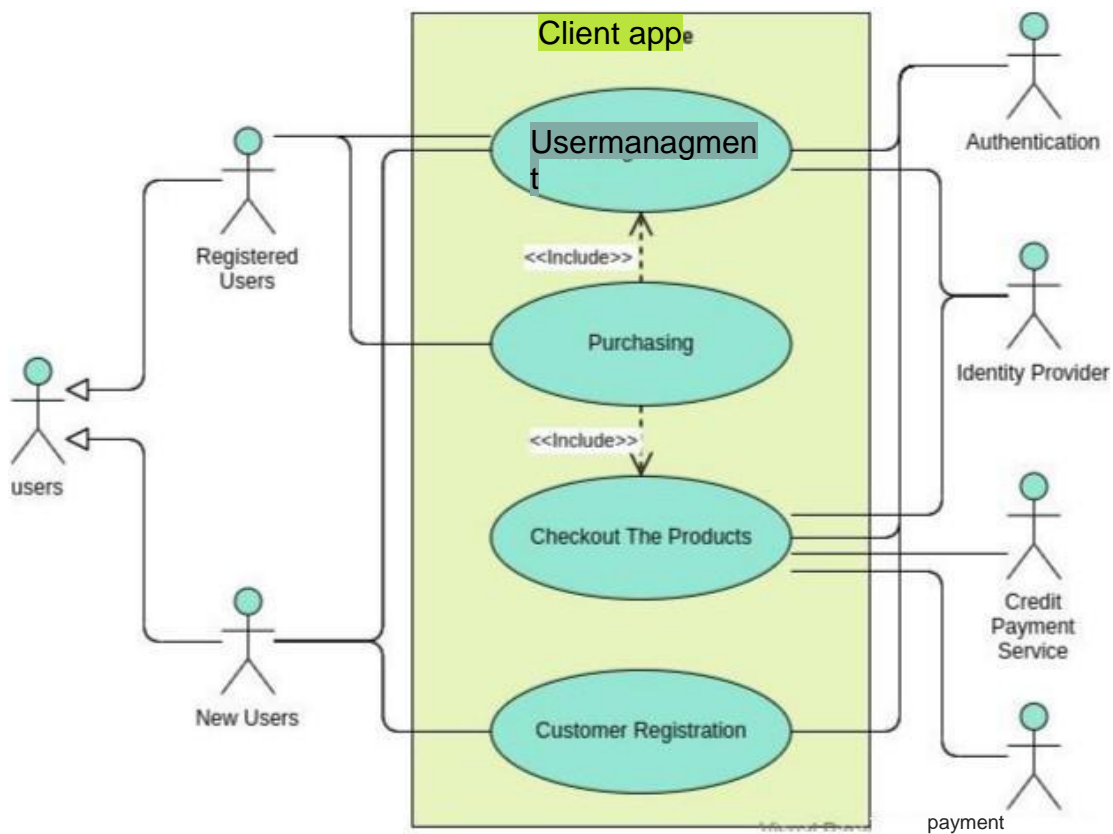 Client appe
Authentication
Usermanagmen
t
Registered
Users
<<Include>>
Purchasing
Identity Provider
<<Include>>
users
Checkout The Products
Credit
Payment
Service
New Users
Customer Registration
payment